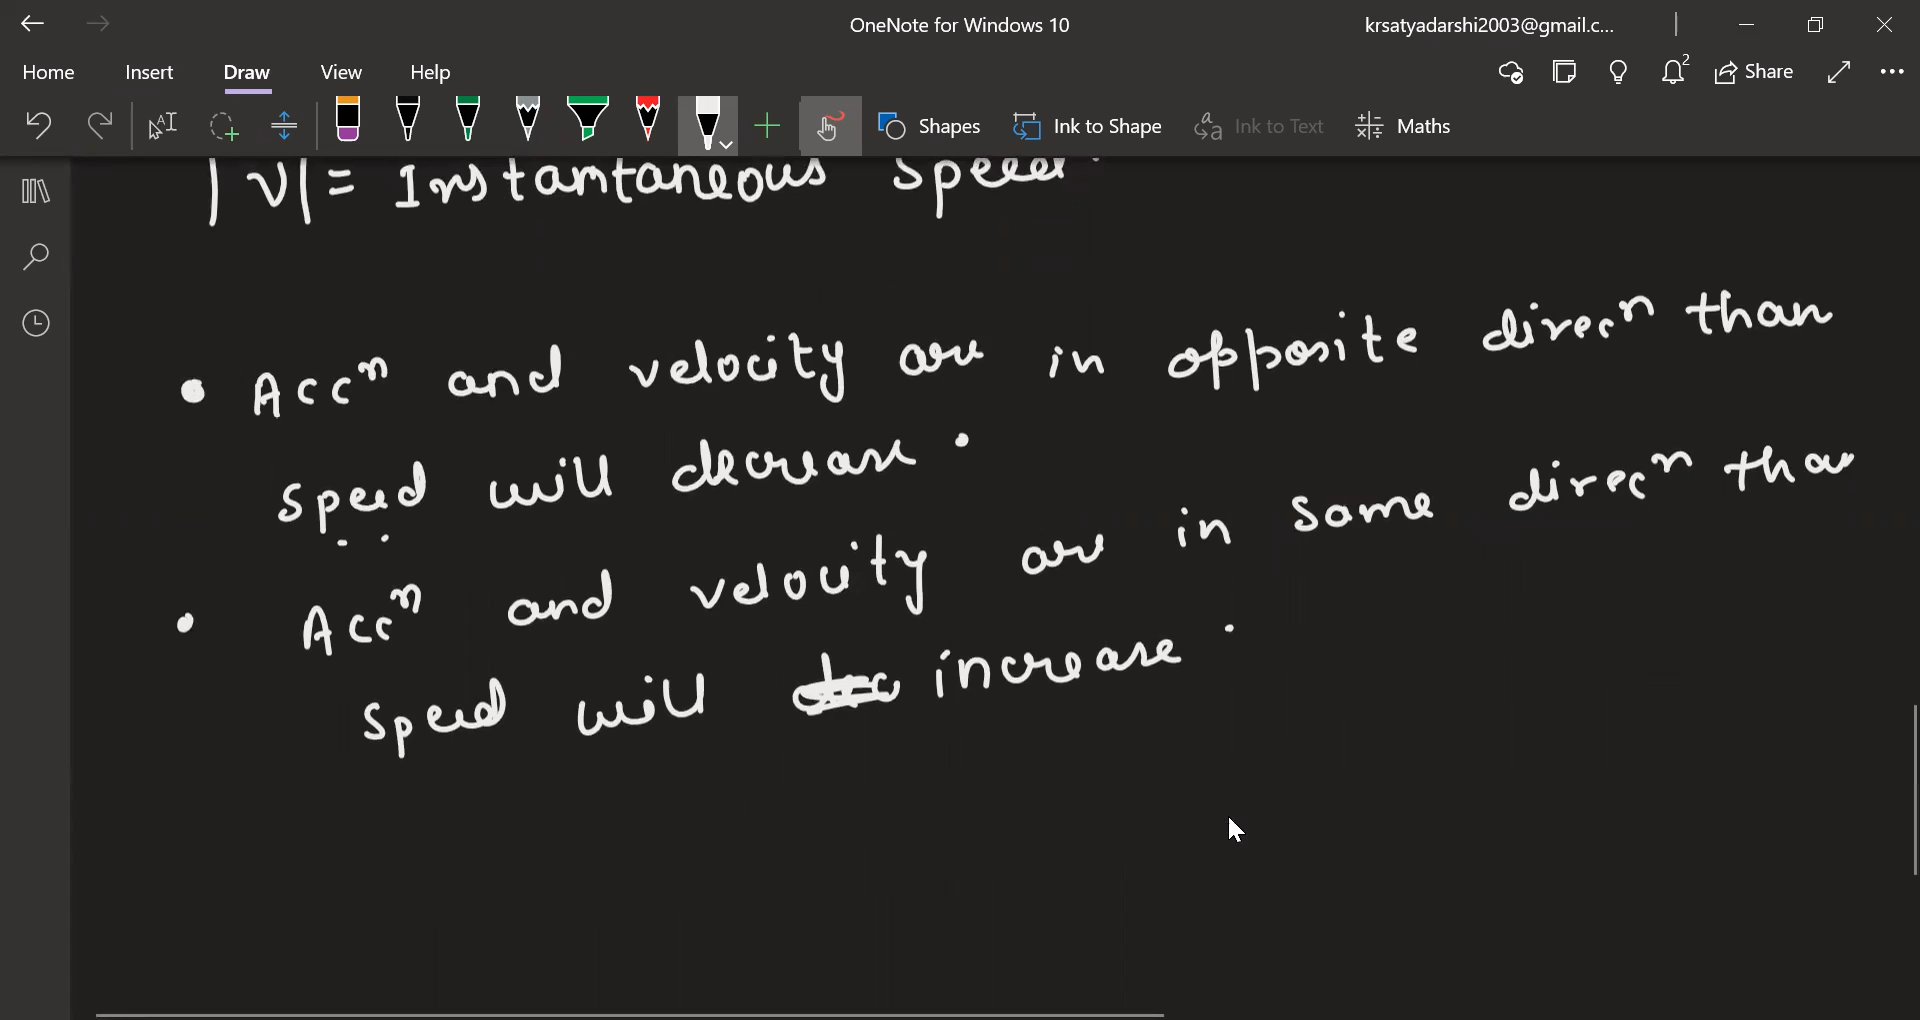 OneNote for Windows 10
krsatyadarshi2003@gmail.c...
Home Insert Draw View Help
2 Share
Shapes Ink to Shape Ink to Text Maths
|v| = Instantaneous Speed.
• Accⁿ and velocity are in opposite direcⁿ than
speed will decrease.
• Accⁿ and velocity are in same direcⁿ than
speed will increase.